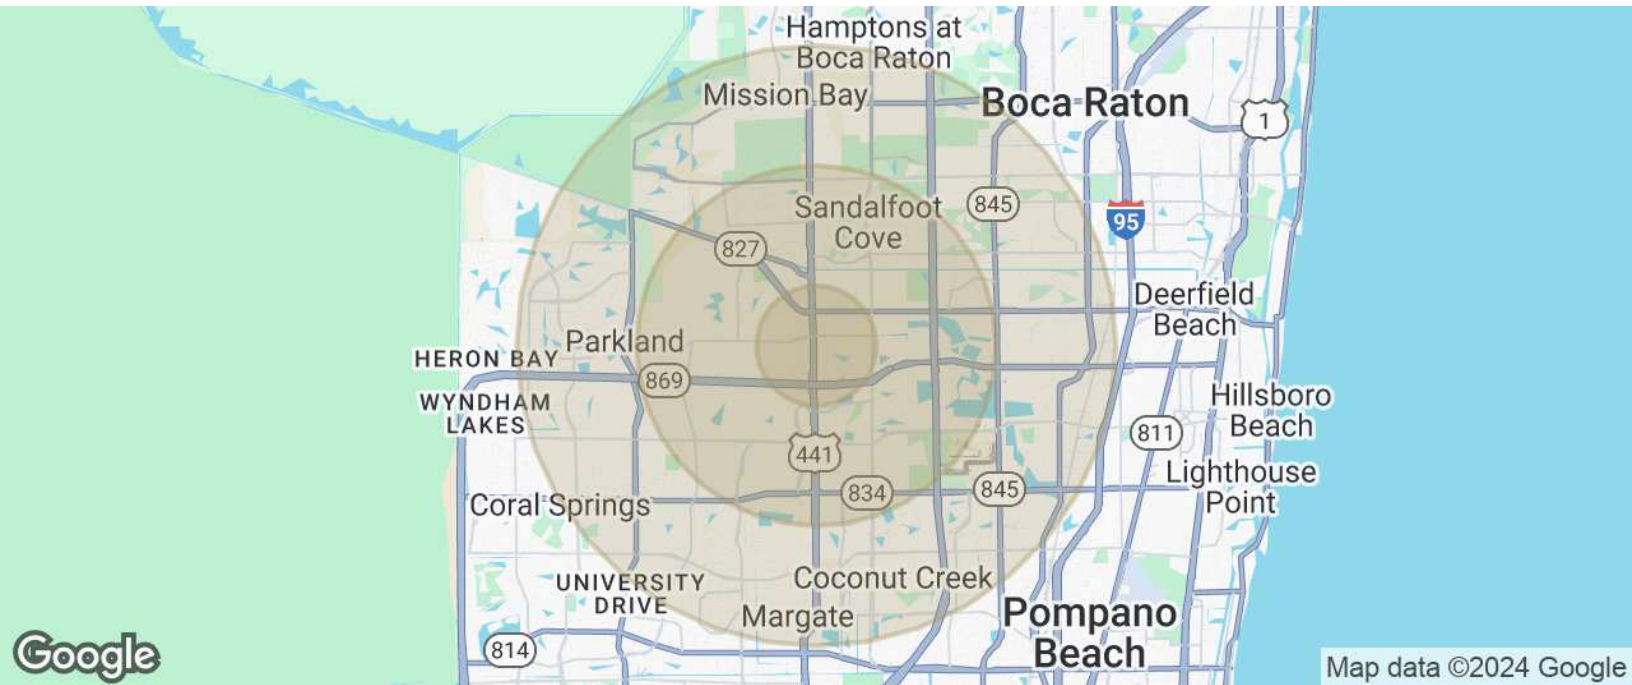 Hamptons at
Boca Raton
Mission Bay
Boca Raton
1
Sandalfoot
Cove
845
95
827
Deerfield
Beach
Parkland
HERON BAY
869
WYNDHAM
LAKES
Hillsboro
Beach
811
441
Lighthouse
Point
834
845
Coral Springs
UNIVERSITY
DRIVE
Coconut Creek
Margate
Pompano
Beach
814
Google
Map data ©2024 Google